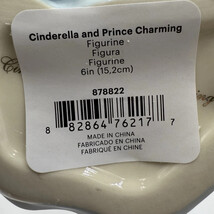 Cinderella and Prince Charming
Figurine
Figura
Figurine
6in (15,2cm)
878822
8 82864 76217 7
MADE IN CHINA
FABRICADO EN CHINA
FABRIQUÉ EN CHINE